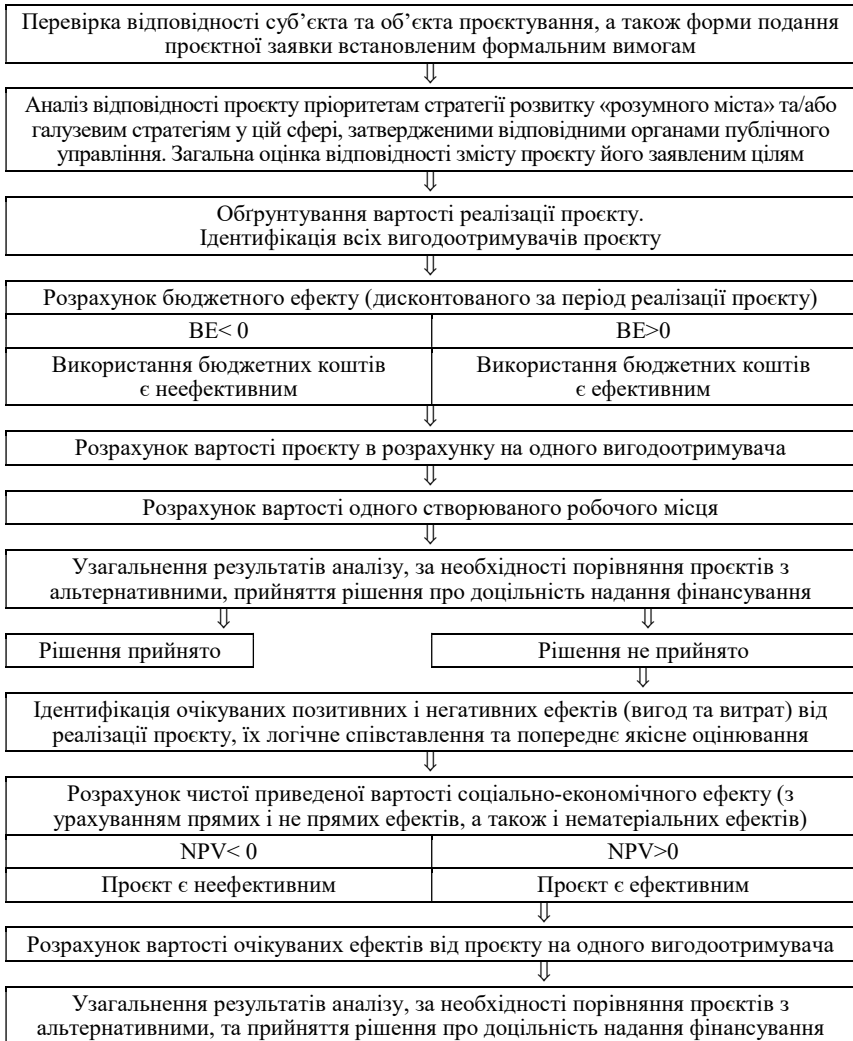 Перевірка відповідності суб’єкта та об’єкта проєктування, а також форми подання
проєктної заявки встановленим формальним вимогам
⇓
Аналіз відповідності проєкту пріоритетам стратегії розвитку «розумного міста» та/або
галузевим стратегіям у цій сфері, затвердженими відповідними органами публічного
управління. Загальна оцінка відповідності змісту проєкту його заявленим цілям
⇓
Обґрунтування вартості реалізації проєкту.
Ідентифікація всіх вигодоотримувачів проєкту
⇓
Розрахунок бюджетного ефекту (дисконтованого за період реалізації проєкту)
BE< 0 BE>0
Використання бюджетних коштів Використання бюджетних коштів
є неефективним є ефективним
⇓
Розрахунок вартості проєкту в розрахунку на одного вигодоотримувача
⇓
Розрахунок вартості одного створюваного робочого місця
⇓
Узагальнення результатів аналізу, за необхідності порівняння проєктів з
альтернативними, прийняття рішення про доцільність надання фінансування
⇓ ⇓
Рішення прийнято Рішення не прийнято
⇓
Ідентифікація очікуваних позитивних і негативних ефектів (вигод та витрат) від
реалізації проєкту, їх логічне співставлення та попереднє якісне оцінювання
⇓
Розрахунок чистої приведеної вартості соціально-економічного ефекту (з
урахуванням прямих і не прямих ефектів, а також і нематеріальних ефектів)
NPV< 0 NPV>0
Проєкт є неефективним Проєкт є ефективним
⇓
Розрахунок вартості очікуваних ефектів від проєкту на одного вигодоотримувача
⇓
Узагальнення результатів аналізу, за необхідності порівняння проєктів з
альтернативними, та прийняття рішення про доцільність надання фінансування